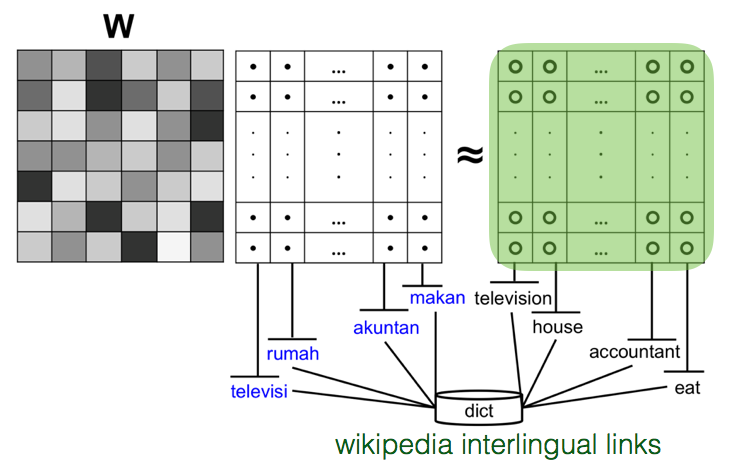 W
...
...
≈
...
...
...
...
...
...
makan television
akuntan house
rumah accountant
televisi eat
dict
wikipedia interlingual links